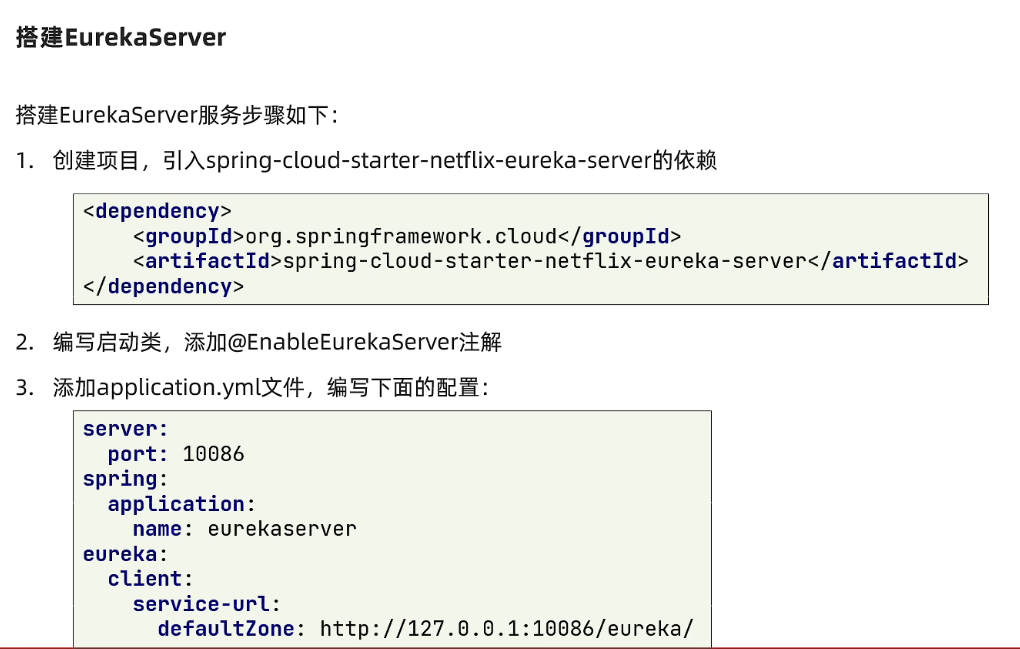 搭建EurekaServer
搭建EurekaServer服务步骤如下：
1. 创建项目，引入spring-cloud-starter-netflix-eureka-server的依赖
<dependency>
    <groupId>org.springframework.cloud</groupId>
    <artifactId>spring-cloud-starter-netflix-eureka-server</artifactId>
</dependency>
2. 编写启动类，添加@EnableEurekaServer注解
3. 添加application.yml文件，编写下面的配置：
server:
  port: 10086
spring:
  application:
    name: eurekaserver
eureka:
  client:
    service-url:
      defaultZone: http://127.0.0.1:10086/eureka/